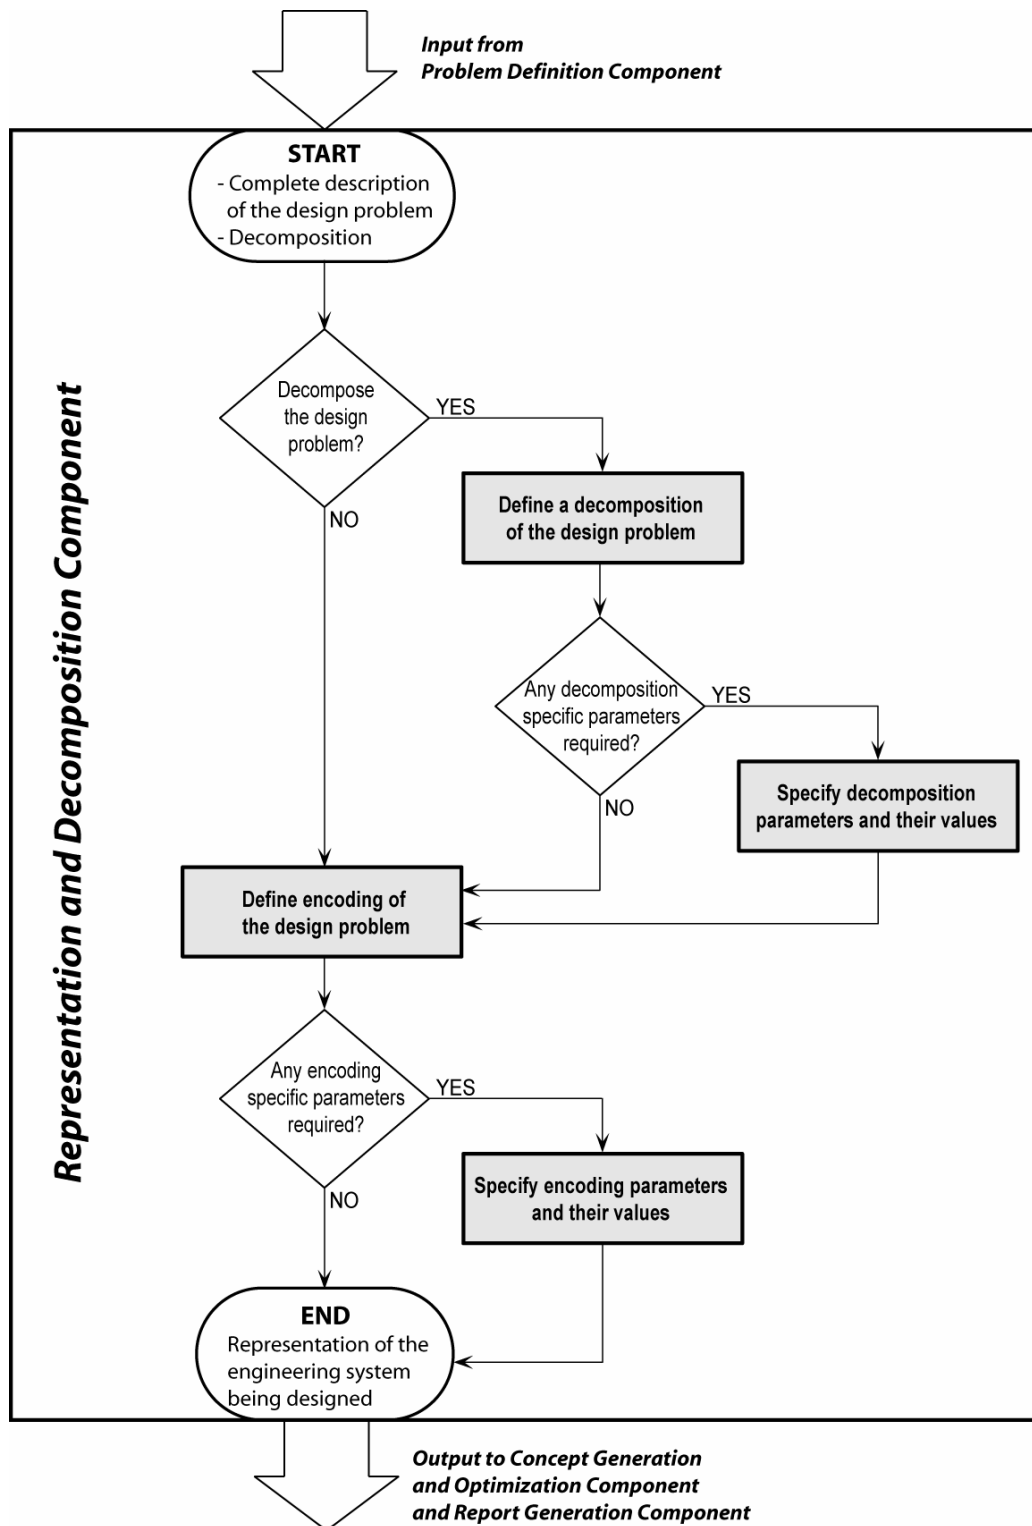 Input from
Problem Definition Component
START
- Complete description
of the design problem
- Decomposition
Decompose
the design
problem?
YES
NO
Define a decomposition
of the design problem
Any decomposition
specific parameters
required?
YES
NO
Specify decomposition
parameters and their values
Define encoding of
the design problem
Any encoding
specific parameters
required?
YES
NO
Specify encoding parameters
and their values
END
Representation of the
engineering system
being designed
Representation and Decomposition Component
Output to Concept Generation
and Optimization Component
and Report Generation Component